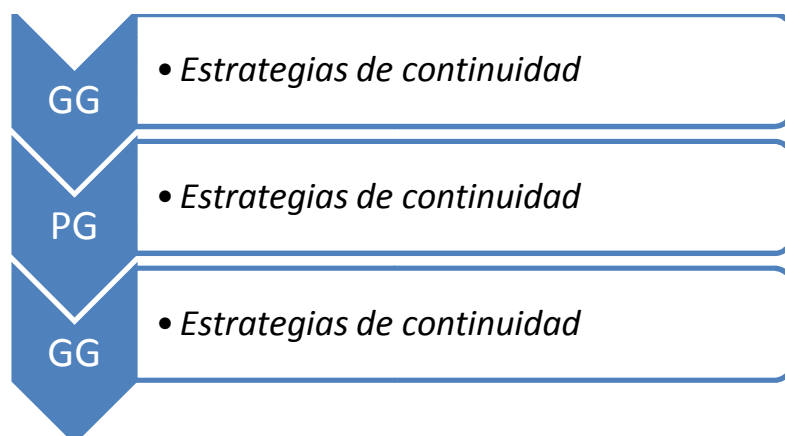 GG
• Estrategias de continuidad
PG
• Estrategias de continuidad
GG
• Estrategias de continuidad